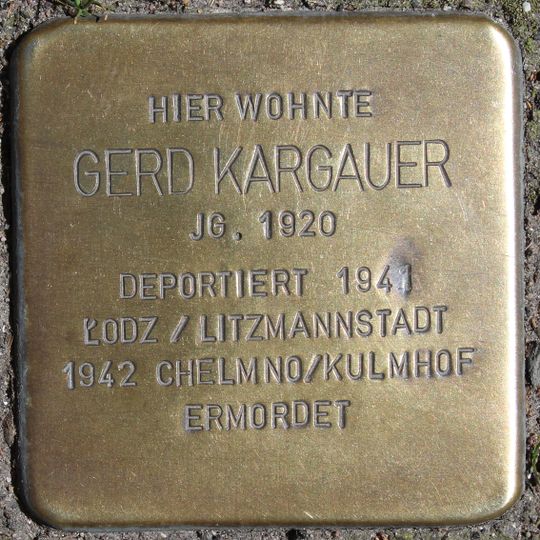 HIER WOHNTE
GERD KARGAUER
JG. 1920
DEPORTIERT 1941
ŁODZ / LITZMANNSTADT
1942 CHELMNO/KULMHOF
ERMORDET